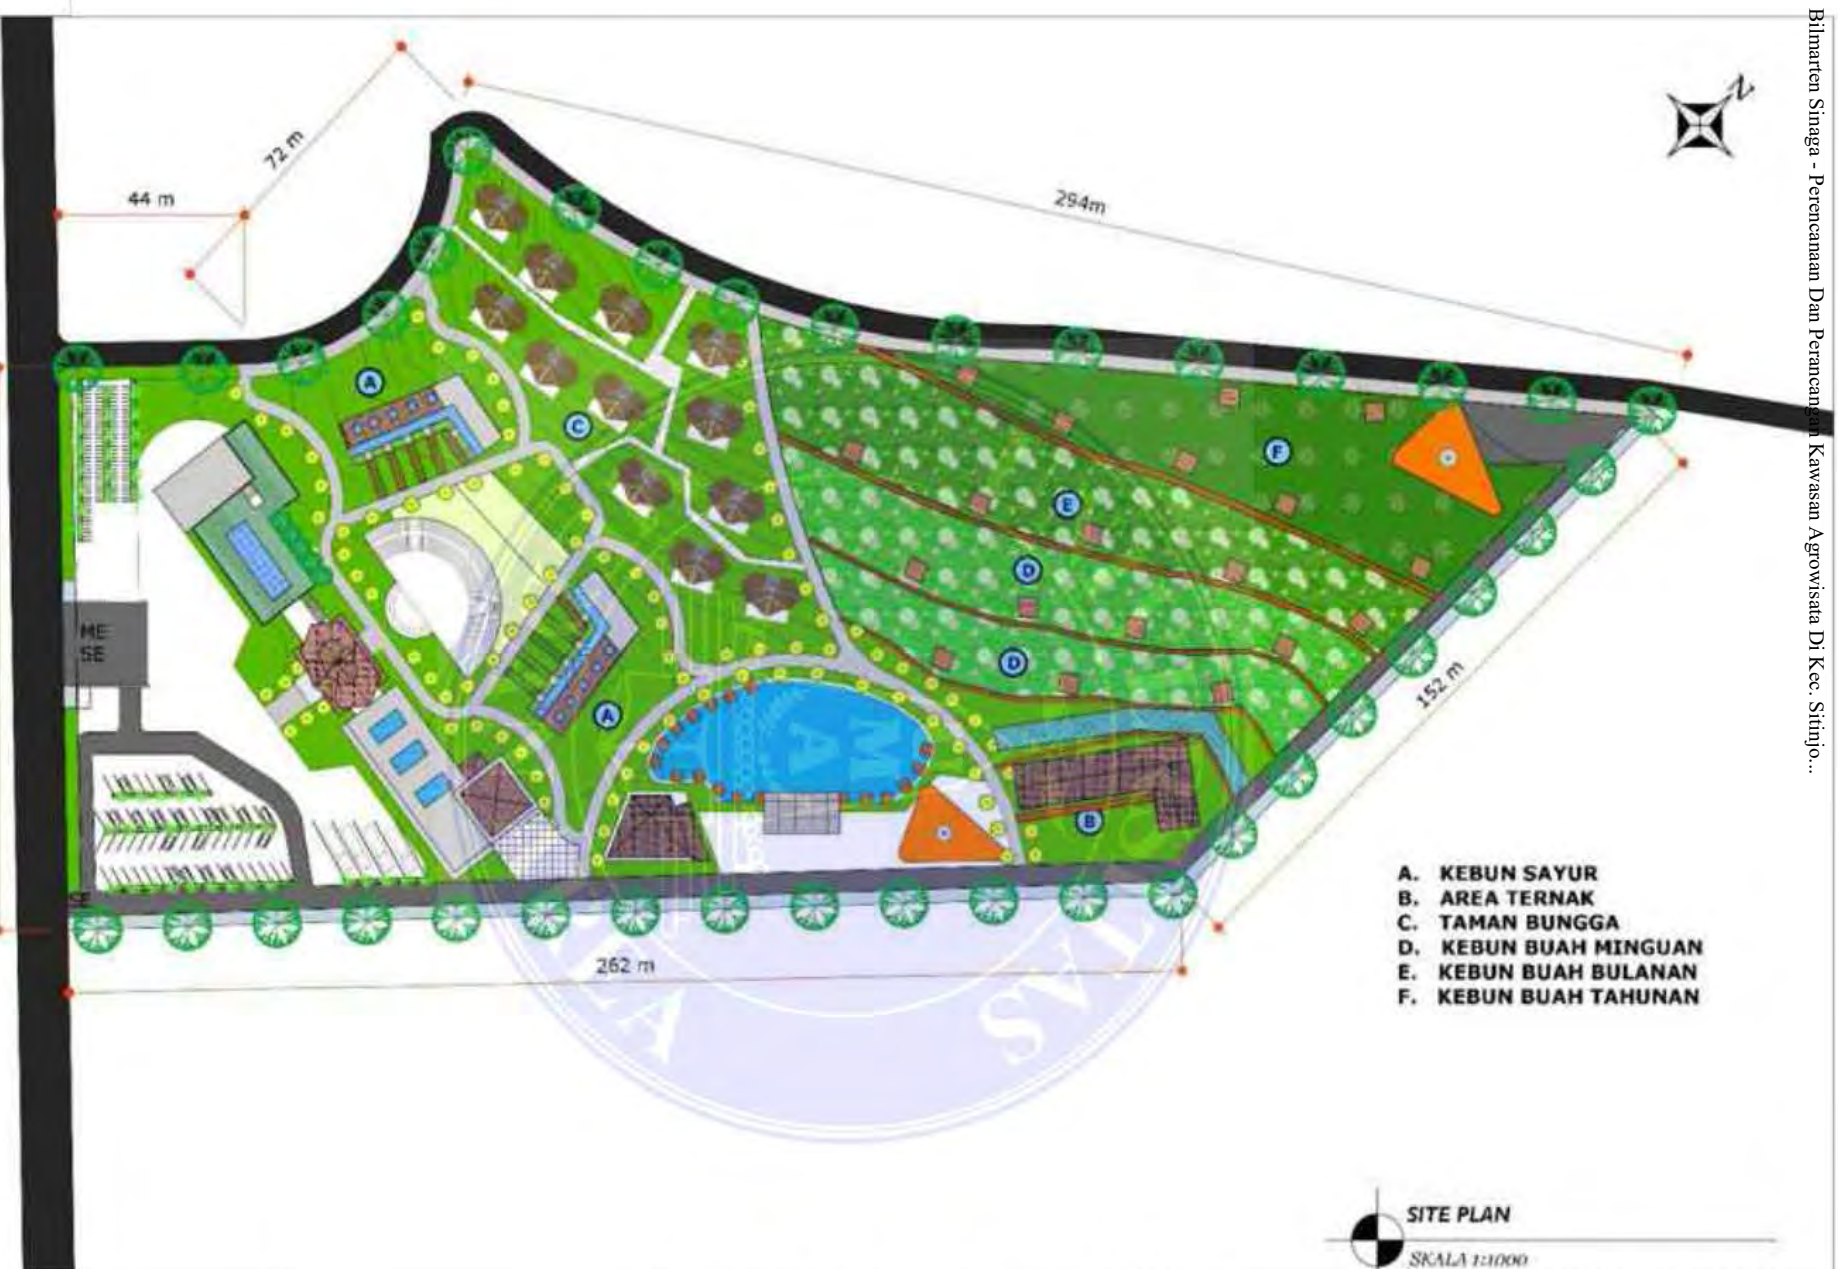 Bilmarten Sinaga - Perencanaan Dan Perancangan Kawasan Agrowisata Di Kec. Sitinjo...
N
72 m
44 m
294m
A
C
F
E
D
D
A
B
ME
SE
SE
152 m
262 m
M
A
A. KEBUN SAYUR
B. AREA TERNAK
C. TAMAN BUNGGA
D. KEBUN BUAH MINGUAN
E. KEBUN BUAH BULANAN
F. KEBUN BUAH TAHUNAN
SITE PLAN
SKALA 1:1000